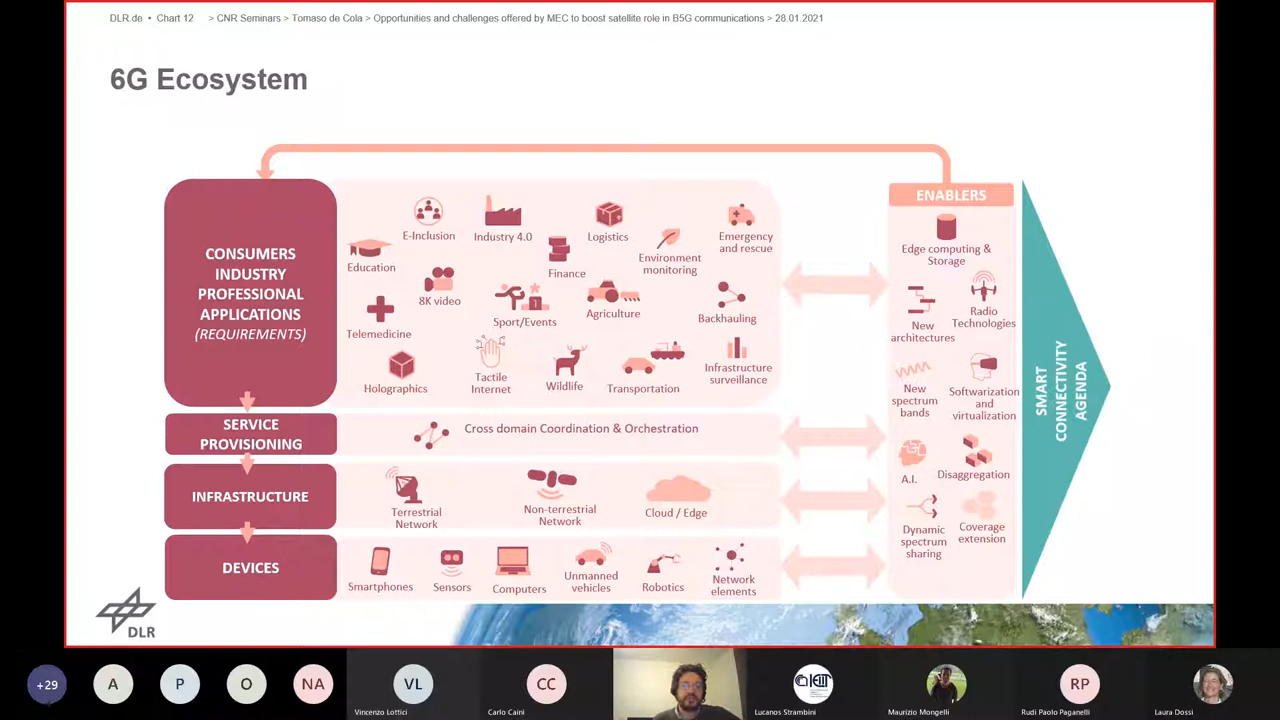 DLR.de • Chart 12 > CNR Seminars > Tomaso de Cola > Opportunities and challenges offered by MEC to boost satellite role in B5G communications > 28.01.2021
6G Ecosystem
CONSUMERS
INDUSTRY
PROFESSIONAL
APPLICATIONS
(REQUIREMENTS)
E-Inclusion
Industry 4.0
Logistics
Emergency
and rescue
Education
Finance
Environment
monitoring
8K video
Telemedicine
Sport/Events
1
Agriculture
Backhauling
Holographics
Tactile
Internet
Wildlife
Transportation
Infrastructure
surveillance
SERVICE
PROVISIONING
Cross domain Coordination & Orchestration
INFRASTRUCTURE
Terrestrial
Network
Non-terrestrial
Network
Cloud / Edge
DEVICES
Smartphones
Sensors
Computers
Unmanned
vehicles
Robotics
Network
elements
ENABLERS
Edge computing &
Storage
New
architectures
Radio
Technologies
New
spectrum
bands
Softwarization
and
virtualization
A.I.
Disaggregation
Dynamic
spectrum
sharing
Coverage
extension
SMART
CONNECTIVITY
AGENDA
DLR
+29
A
P
O
NA
VL
Vincenzo Lottici
CC
Carlo Caini
Lucanos Strambini
Maurizio Mongelli
RP
Rudi Paolo Paganelli
Laura Dossi